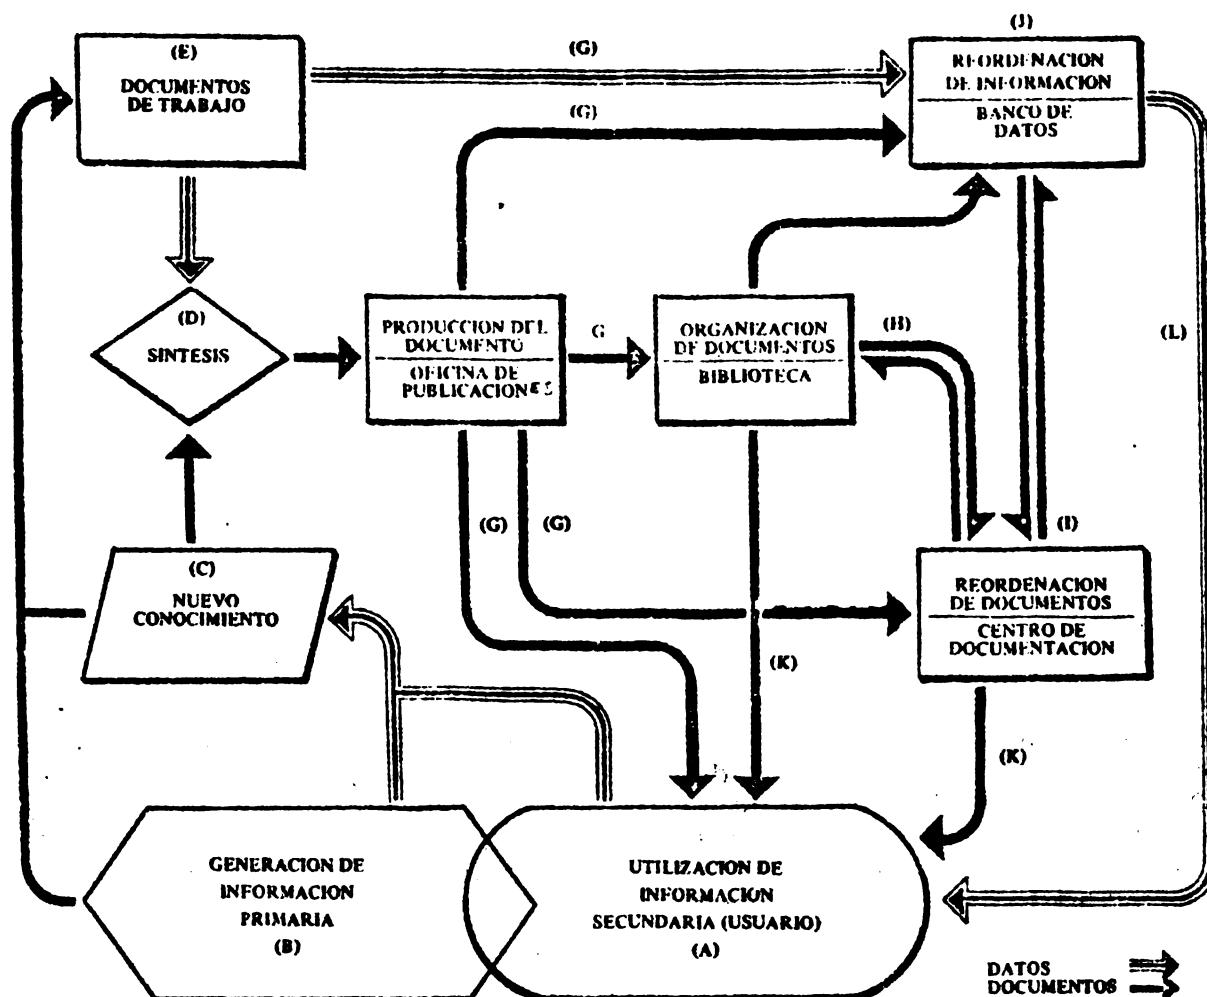 (J)
(E)
DOCUMENTOS
DE TRABAJO
(G)
REORDENACION
DE INFORMACION
BANCO DE
DATOS
(G)
(D)
SINTESIS
PRODUCCION DEL
DOCUMENTO
OFICINA DE
PUBLICACIONES
G
ORGANIZACION
DE DOCUMENTOS
BIBLIOTECA
(H)
(L)
(G)
(G)
(I)
(C)
NUEVO
CONOCIMIENTO
REORDENACION
DE DOCUMENTOS
CENTRO DE
DOCUMENTACION
(K)
(K)
GENERACION DE
INFORMACION
PRIMARIA
(B)
UTILIZACION DE
INFORMACION
SECUNDARIA (USUARIO)
(A)
DATOS
DOCUMENTOS